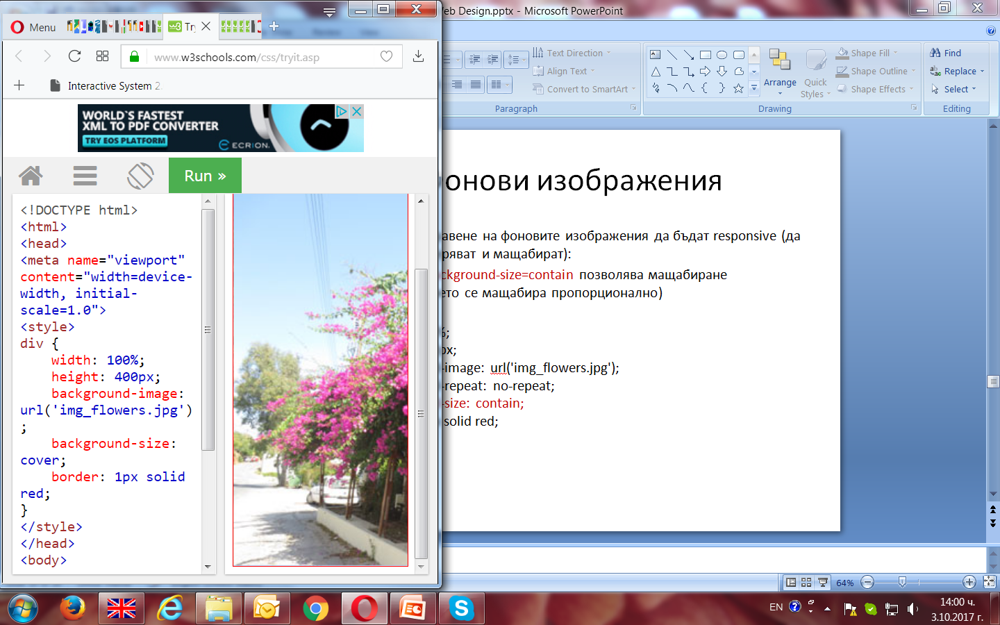 eb Design.pptx - Microsoft PowerPoint
Menu
Try
www.w3schools.com/css/tryit.asp
Interactive System 2
WORLD`S FASTEST
XML TO PDF CONVERTER
TRY EOS PLATFORM
ECRION.
Run »
<!DOCTYPE html>
<html>
<head>
<meta name="viewport"
content="width=device-
width, initial-
scale=1.0">
<style>
div {
width: 100%;
height: 400px;
background-image:
url('img_flowers.jpg')
;
background-size:
cover;
border: 1px solid
red;
}
</style>
</head>
<body>
Text Direction
Align Text
Convert to SmartArt
Paragraph
Arrange
Quick
Styles
Shape Fill
Shape Outline
Shape Effects
Drawing
Find
Replace
Select
Editing
онови изображения
авене на фоновите изображения да бъдат responsive (да
ряват и мащабират):
ckground-size=contain позволява мащабиране
ето се мащабира пропорционално)
%;
px;
-image: url('img_flowers.jpg');
-repeat: no-repeat;
-size: contain;
solid red;
64%
EN
14:00 ч.
3.10.2017 г.